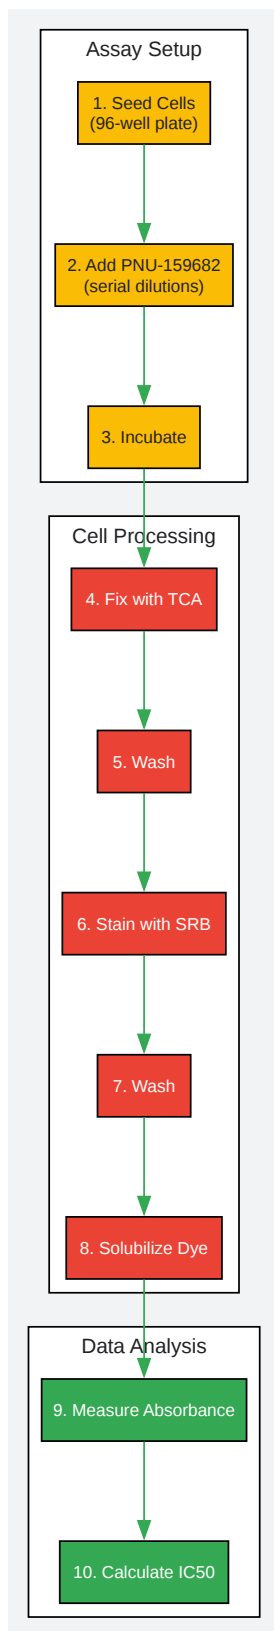 Assay Setup
1. Seed Cells
(96-well plate)
2. Add PNU-159682
(serial dilutions)
3. Incubate
Cell Processing
4. Fix with TCA
5. Wash
6. Stain with SRB
7. Wash
8. Solubilize Dye
Data Analysis
9. Measure Absorbance
10. Calculate IC50